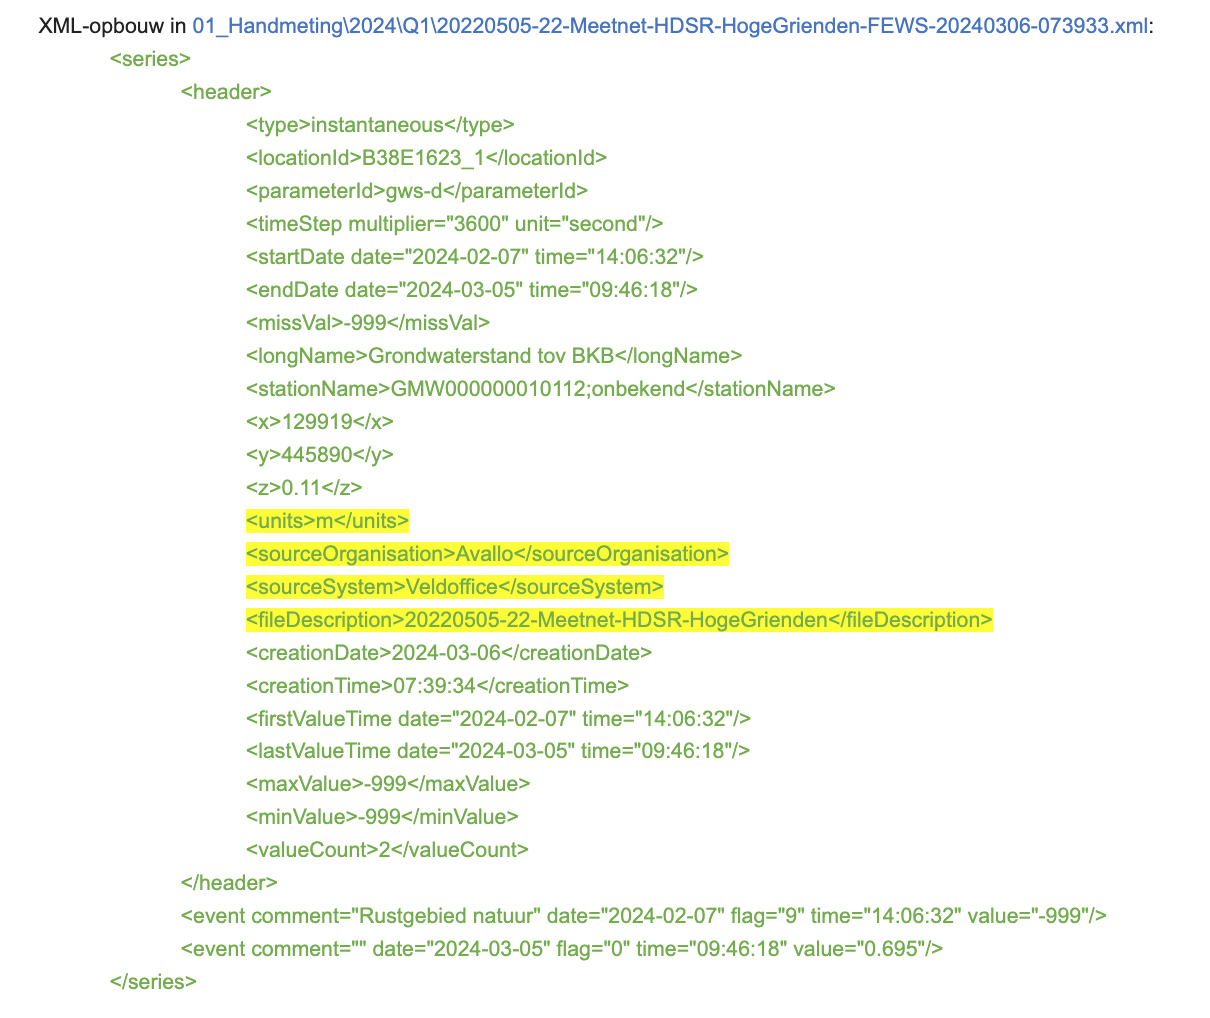 XML-opbouw in 01_Handmeting\2024\Q1\20220505-22-Meetnet-HDSR-HogeGrienden-FEWS-20240306-073933.xml:
<series>
<header>
<type>instantaneous</type>
<locationId>B38E1623_1</locationId>
<parameterId>gws-d</parameterId>
<timeStep multiplier="3600" unit="second"/>
<startDate date="2024-02-07" time="14:06:32"/>
<endDate date="2024-03-05" time="09:46:18"/>
<missVal>-999</missVal>
<longName>Grondwaterstand tov BKB</longName>
<stationName>GMW000000010112;onbekend</stationName>
<x>129919</x>
<y>445890</y>
<z>0.11</z>
<units>m</units>
<sourceOrganisation>Avallo</sourceOrganisation>
<sourceSystem>Veldoffice</sourceSystem>
<fileDescription>20220505-22-Meetnet-HDSR-HogeGrienden</fileDescription>
<creationDate>2024-03-06</creationDate>
<creationTime>07:39:34</creationTime>
<firstValueTime date="2024-02-07" time="14:06:32"/>
<lastValueTime date="2024-03-05" time="09:46:18"/>
<maxValue>-999</maxValue>
<minValue>-999</minValue>
<valueCount>2</valueCount>
</header>
<event comment="Rustgebied natuur" date="2024-02-07" flag="9" time="14:06:32" value="-999"/>
<event comment="" date="2024-03-05" flag="0" time="09:46:18" value="0.695"/>
</series>